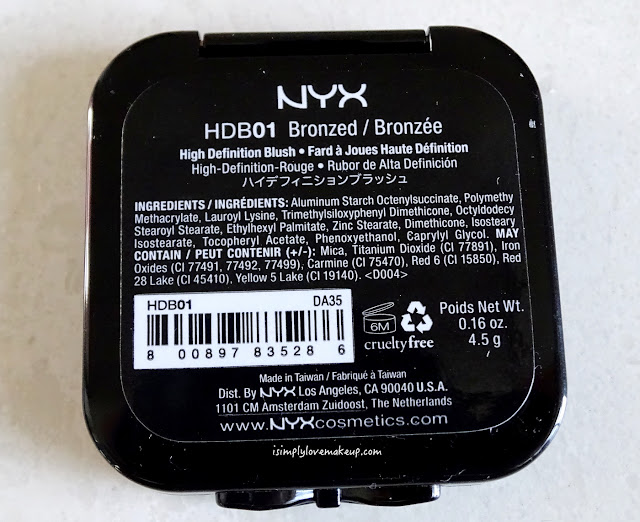 NYX
HDB01 Bronzed / Bronzée
High Definition Blush • Fard à Joues Haute Définition
High-Definition-Rouge • Rubor de Alta Definición
ハイデフィニションブラッシュ
INGREDIENTS / INGRÉDIENTS: Aluminum Starch Octenylsuccinate, Polymethy
Methacrylate, Lauroyl Lysine, Trimethylsiloxyphenyl Dimethicone, Octyldodecy
Stearoyl Stearate, Ethylhexyl Palmitate, Zinc Stearate, Dimethicone, Isosteary
Isostearate, Tocopheryl Acetate, Phenoxyethanol, Caprylyl Glycol. MAY
CONTAIN / PEUT CONTENIR (+/-): Mica, Titanium Dioxide (CI 77891), Iron
Oxides (CI 77491, 77492, 77499), Carmine (CI 75470), Red 6 (CI 15850), Red
28 Lake (CI 45410), Yellow 5 Lake (CI 19140). <D004>
HDB01 DA35
8 00897 83528 6
6M
crueltyfree
Poids Net Wt.
0.16 oz.
4.5 g
Made in Taiwan / Fabriqué à Taiwan
Dist. By NYX Los Angeles, CA 90040 U.S.A.
1101 CM Amsterdam Zuidoost, The Netherlands
www.NYXcosmetics.com
isimplylovemakeup.com